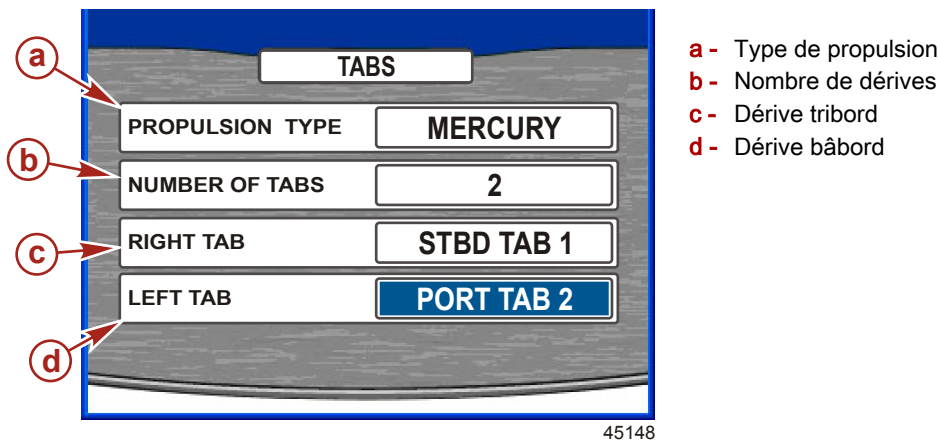 TABS
a
PROPULSION TYPE MERCURY
b
NUMBER OF TABS 2
c
RIGHT TAB STBD TAB 1
LEFT TAB PORT TAB 2
d
45148
a - Type de propulsion
b - Nombre de dérives
c - Dérive tribord
d - Dérive bâbord